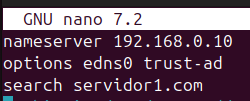 GNU nano 7.2
nameserver 192.168.0.10
options edns0 trust-ad
search servidor1.com